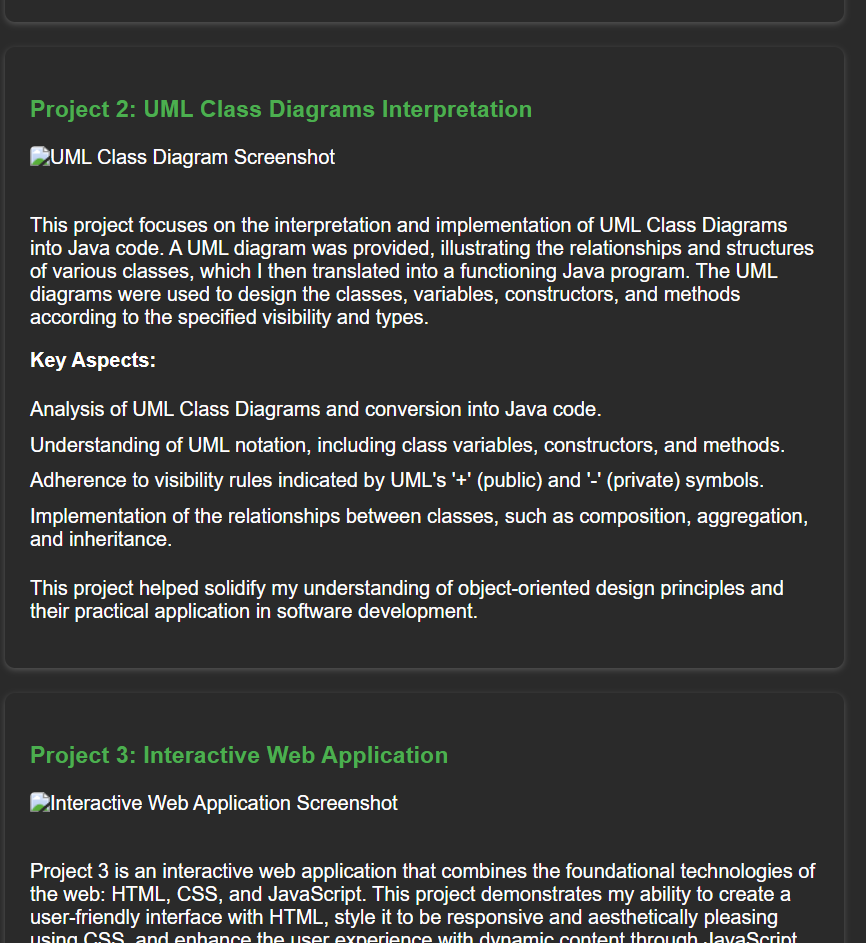 Project 2: UML Class Diagrams Interpretation
UML Class Diagram Screenshot
This project focuses on the interpretation and implementation of UML Class Diagrams
into Java code. A UML diagram was provided, illustrating the relationships and structures
of various classes, which I then translated into a functioning Java program. The UML
diagrams were used to design the classes, variables, constructors, and methods
according to the specified visibility and types.
Key Aspects:
Analysis of UML Class Diagrams and conversion into Java code.
Understanding of UML notation, including class variables, constructors, and methods.
Adherence to visibility rules indicated by UML's '+' (public) and '-' (private) symbols.
Implementation of the relationships between classes, such as composition, aggregation,
and inheritance.
This project helped solidify my understanding of object-oriented design principles and
their practical application in software development.
Project 3: Interactive Web Application
Interactive Web Application Screenshot
Project 3 is an interactive web application that combines the foundational technologies of
the web: HTML, CSS, and JavaScript. This project demonstrates my ability to create a
user-friendly interface with HTML, style it to be responsive and aesthetically pleasing
using CSS, and enhance the user experience with dynamic content through JavaScript.